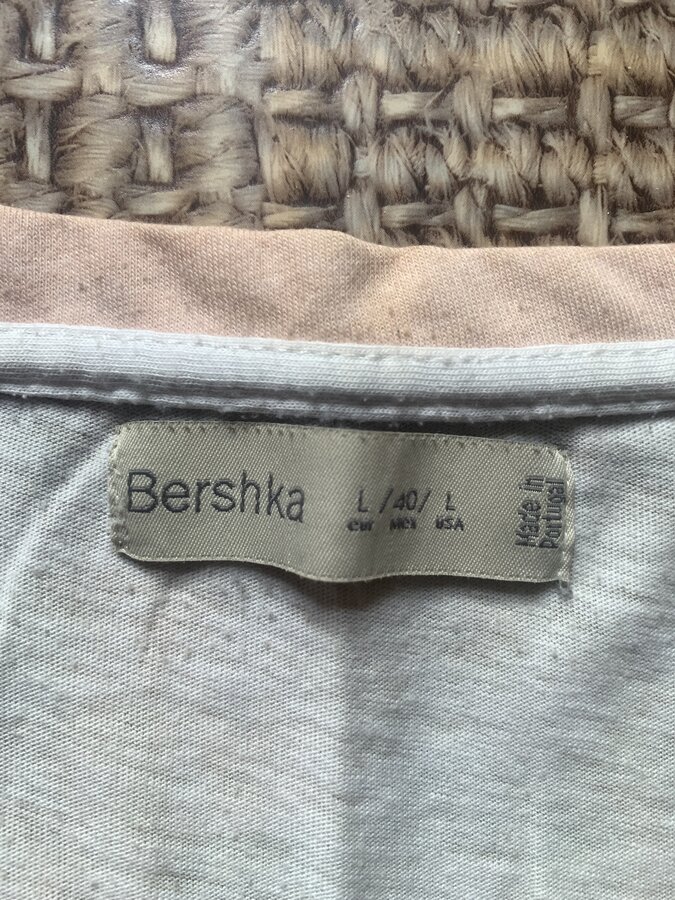 Bershka
L / 40 / L
eur Mex USA
Made in
Portugal